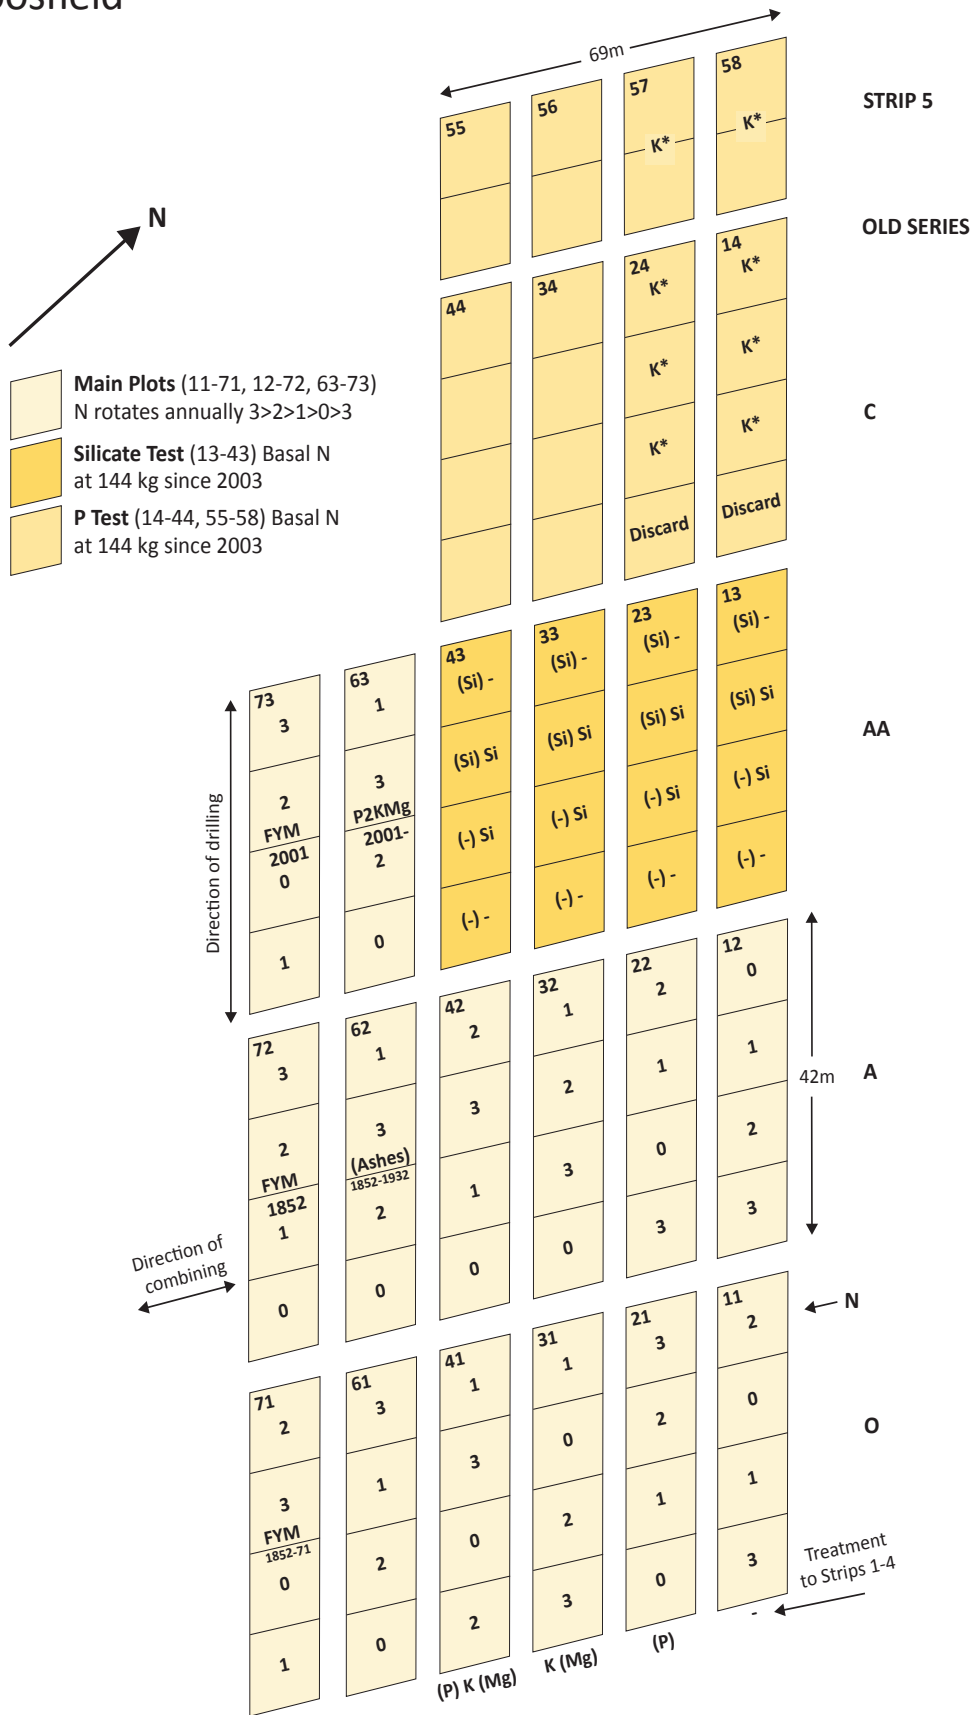 69m
55
56
57
58
K*
K*
STRIP 5
N
OLD SERIES
44
34
24
14
K*
K*
K*
K*
K*
K*
Discard
Discard
C
Main Plots (11-71, 12-72, 63-73)
N rotates annually 3>2>1>0>3
Silicate Test (13-43) Basal N
at 144 kg since 2003
P Test (14-44, 55-58) Basal N
at 144 kg since 2003
73
63
43
33
23
13
3
1
(Si) -
(Si) -
(Si) -
(Si) -
2
3
(Si) Si
(Si) Si
(Si) Si
(Si) Si
FYM
P2KMg
2001
2001-
0
2
(-) Si
(-) Si
(-) Si
(-) Si
1
0
(-) -
(-) -
(-) -
(-) -
AA
Direction of drilling
72
62
42
32
22
12
3
1
2
1
2
0
2
3
3
2
1
1
FYM
(Ashes)
1852
1852-1932
1
2
1
3
0
2
0
0
0
0
3
3
42m
A
Direction of
combining
N
71
61
41
31
21
11
2
3
1
1
3
2
3
1
3
0
2
0
FYM
1852-71
0
2
0
2
1
1
1
0
2
3
0
3
O
Treatment
to Strips 1-4
(P) K (Mg)
K (Mg)
(P)
-